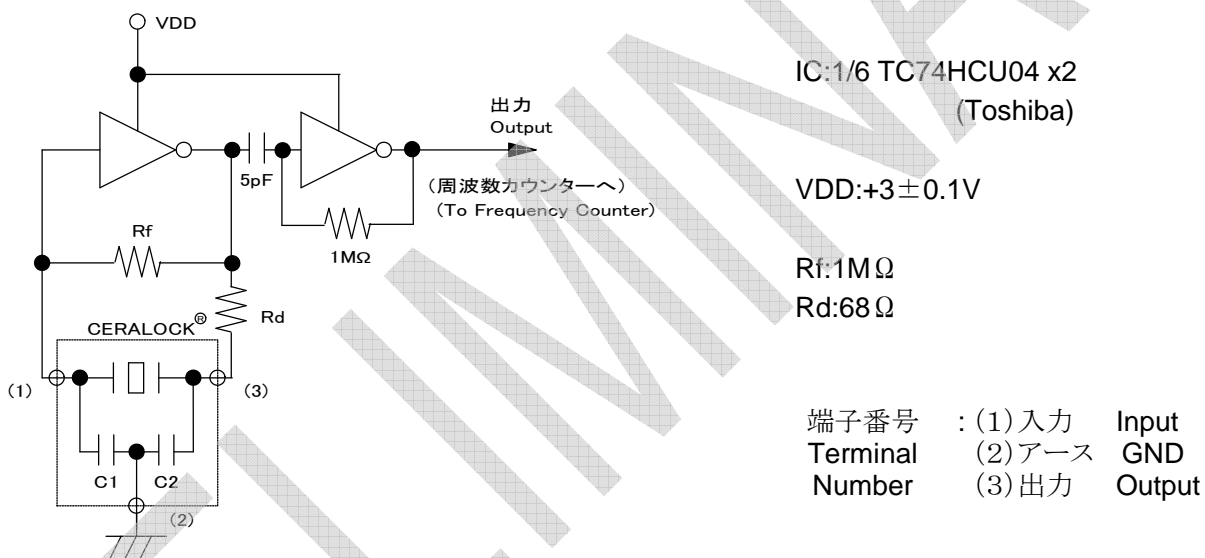 VDD
出力
Output
5pF
(周波数カウンターへ)
(To Frequency Counter)
1MΩ
Rf
Rd
CERALOCK®
(1)
(3)
C1
C2
(2)
IC:1/6 TC74HCU04 x2
(Toshiba)
VDD:+3±0.1V
Rf:1MΩ
Rd:68Ω
端子番号 :(1)入力 Input
Terminal (2)アース GND
Number (3)出力 Output